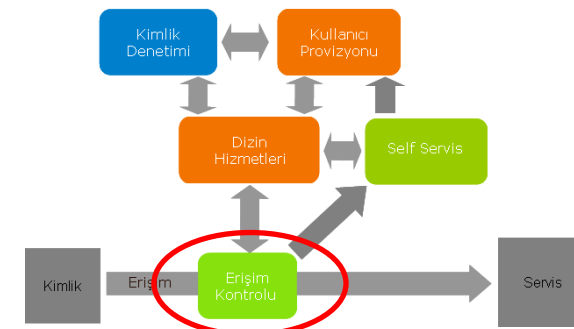 Kimlik
Denetimi
Kullanıcı
Provizyonu
Dizin
Hizmetleri
Self Servis
Kimlik
Erişim
Erişim
Kontrolu
Servis